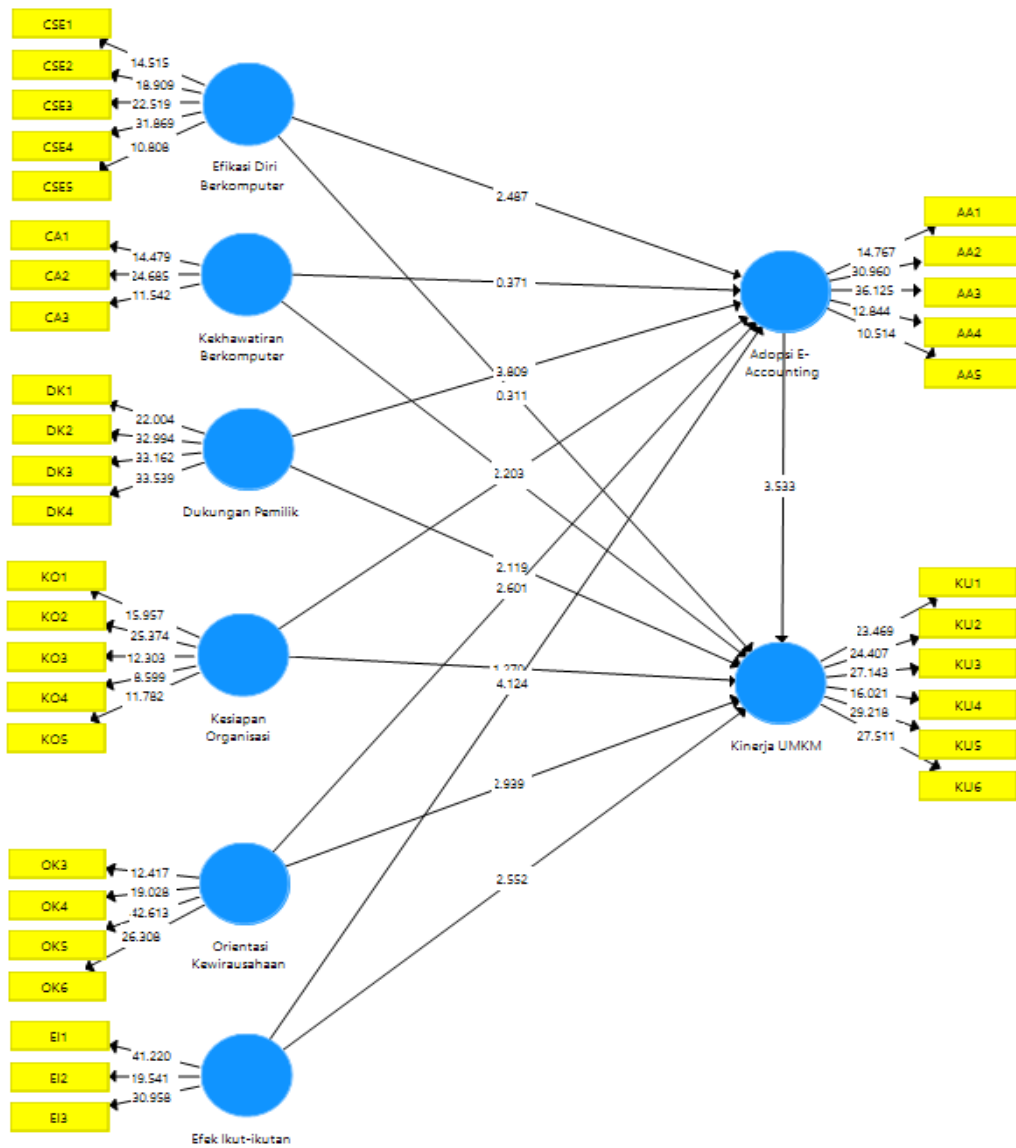 CSE1
CSE2
CSE3
CSE4
CSE5
14.515
18.909
22.519
31.869
10.808
Efikasi Diri
Berkomputer
CA1
CA2
CA3
14.479
24.685
11.542
Kekhawatiran
Berkomputer
DK1
DK2
DK3
DK4
22.004
32.994
33.162
33.539
Dukungan Pemilik
KO1
KO2
KO3
KO4
KO5
15.957
25.374
12.303
8.599
11.782
Kesiapan
Organisasi
OK3
OK4
OK5
OK6
12.417
19.028
42.613
26.308
Orientasi
Kewirausahaan
EI1
EI2
EI3
41.220
19.541
30.958
Efek Ikut-ikutan
2.487
0.371
3.809
0.311
2.203
2.119
2.601
4.124
2.939
2.552
3.533
Adopsi E-
Accounting
14.767
30.960
36.125
12.844
10.514
AA1
AA2
AA3
AA4
AA5
Kinerja UMKM
23.469
24.407
27.143
16.021
29.218
27.511
KU1
KU2
KU3
KU4
KU5
KU6